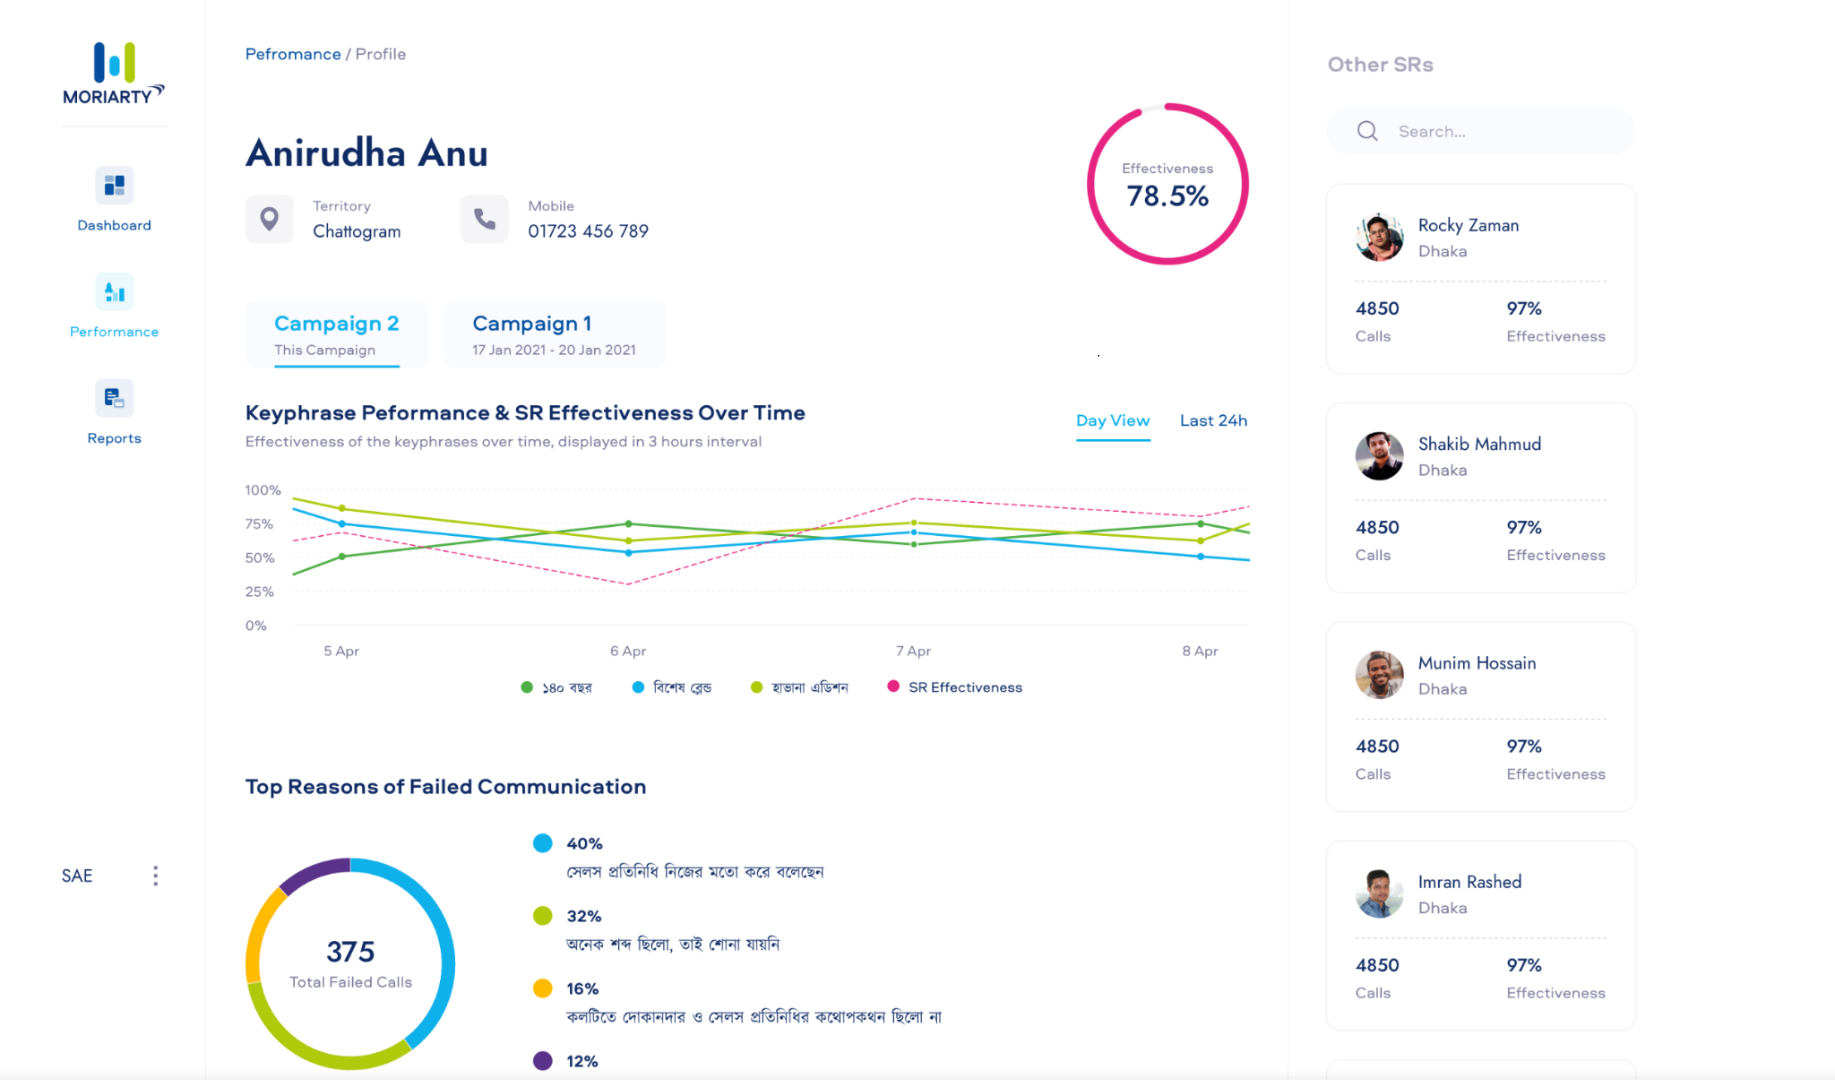 MORIARTY
Dashboard
Performance
Reports
SAE
Pefromance / Profile
Anirudha Anu
Territory
Chattogram
Mobile
01723 456 789
Effectiveness
78.5%
Campaign 2
This Campaign
Campaign 1
17 Jan 2021 - 20 Jan 2021
Keyphrase Peformance & SR Effectiveness Over Time
Effectiveness of the keyphrases over time, displayed in 3 hours interval
Day View
Last 24h
100%
75%
50%
25%
0%
5 Apr
6 Apr
7 Apr
8 Apr
১৪০ বছর
বিশেষ ব্লেন্ড
হাভানা এডিশন
SR Effectiveness
Top Reasons of Failed Communication
375
Total Failed Calls
40%
সেলস প্রতিনিধি নিজের মতো করে বলেছেন
32%
অনেক শব্দ ছিলো, তাই শোনা যায়নি
16%
কলটিতে দোকানদার ও সেলস প্রতিনিধির কথোপকথন ছিলো না
12%
Other SRs
Search...
Rocky Zaman
Dhaka
4850
Calls
97%
Effectiveness
Shakib Mahmud
Dhaka
4850
Calls
97%
Effectiveness
Munim Hossain
Dhaka
4850
Calls
97%
Effectiveness
Imran Rashed
Dhaka
4850
Calls
97%
Effectiveness